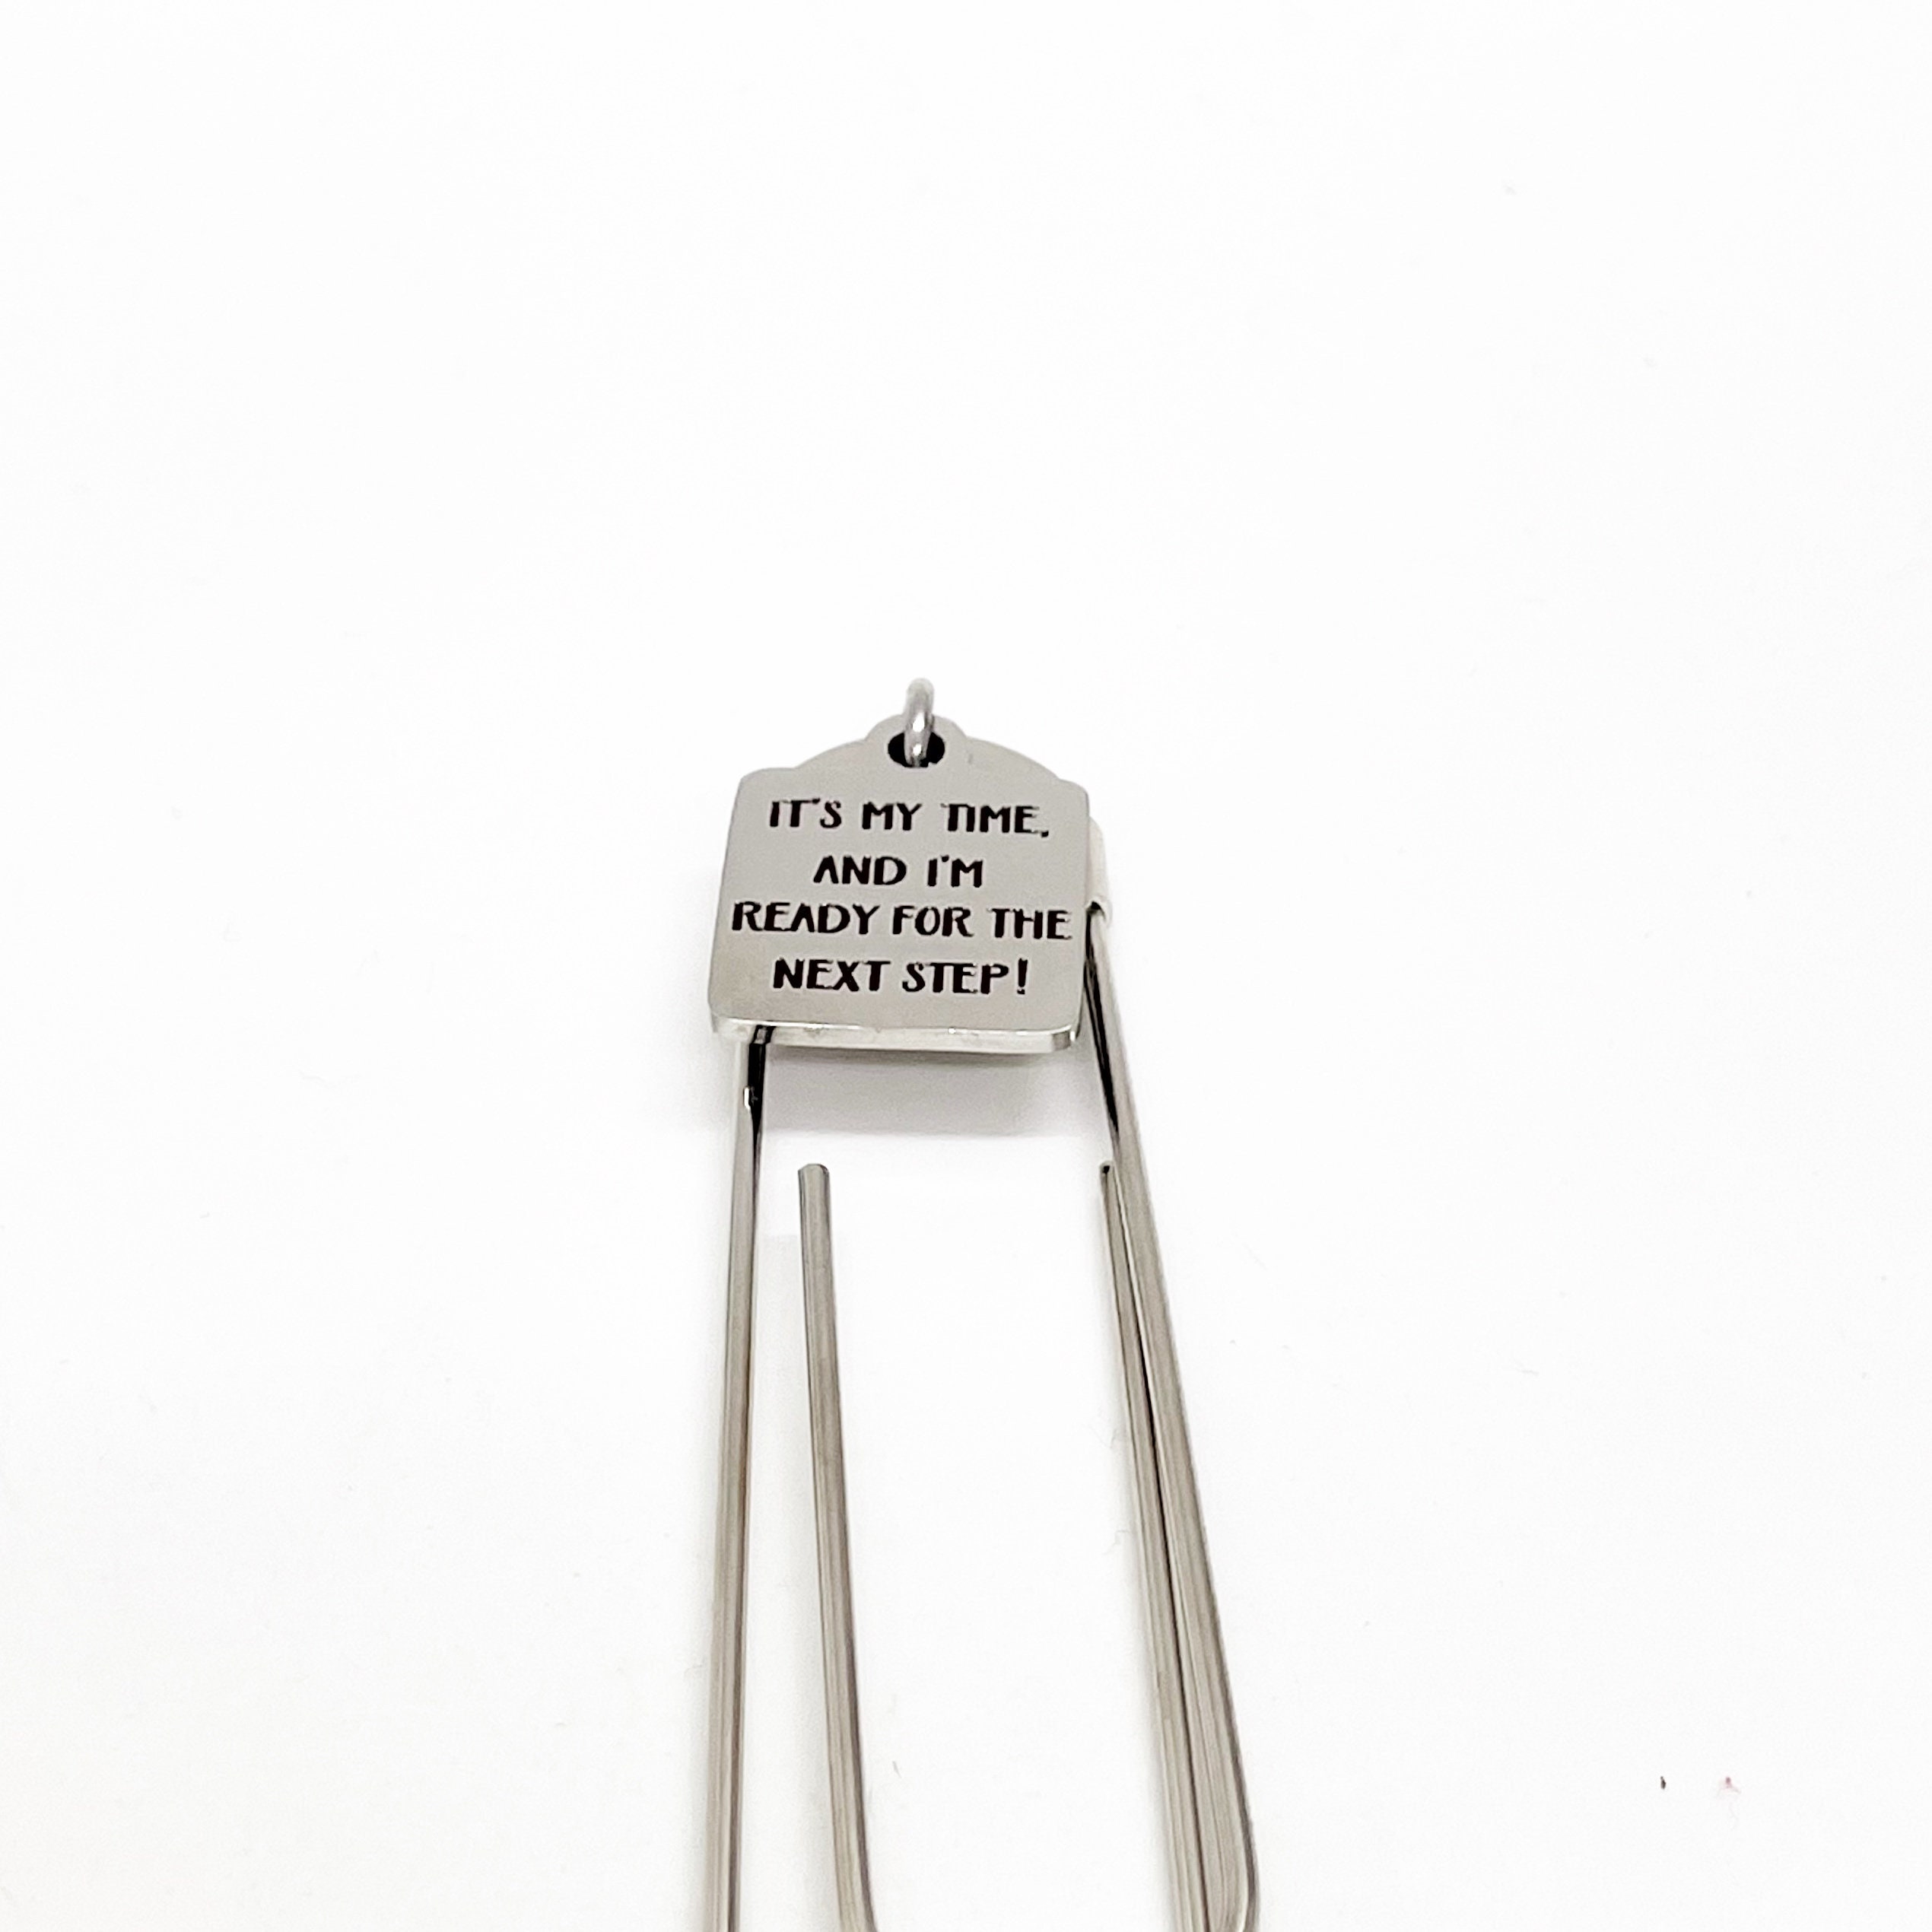 IT'S MY TIME,
AND I'M
READY FOR THE
NEXT STEP!